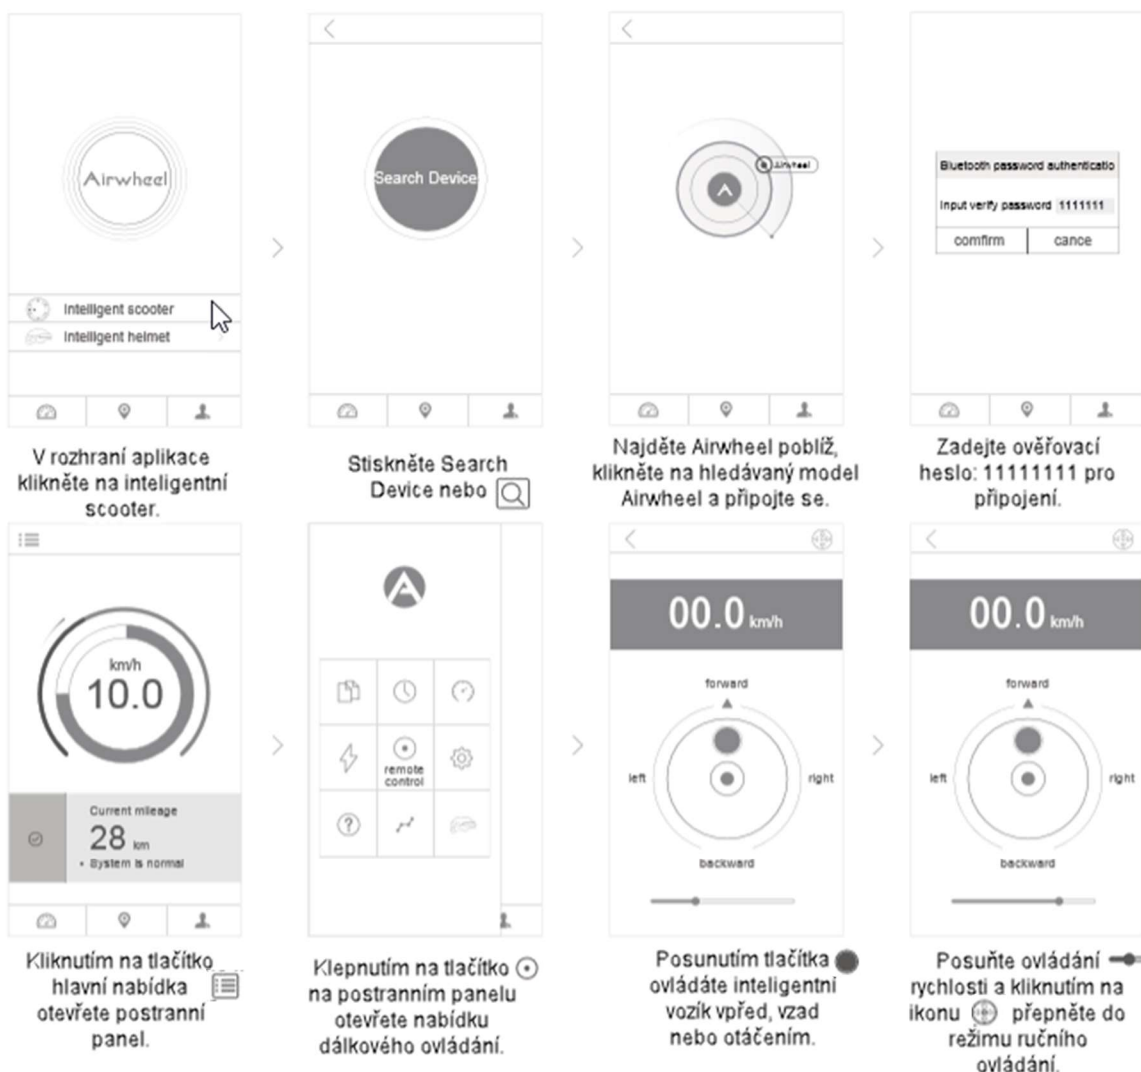 Airwheel
Intelligent scooter
Intelligent helmet
V rozhraní aplikace
klikněte na inteligentní
scooter.
Search Device
Stiskněte Search
Device nebo
Airwheel
Najděte Airwheel poblíž,
klikněte na hledávaný model
Airwheel a připojte se.
Bluetooth password authenticatio
Input verify password 1111111
comfirm cance
Zadejte ověřovací
heslo: 11111111 pro
připojení.
km/h
10.0
Current mileage
28 km
• System is normal
Kliknutím na tlačítko
hlavní nabídka
otevřete postranní
panel.
remote
control
Klepnutím na tlačítko
na postranním panelu
otevřete nabídku
dálkového ovládání.
00.0 km/h
forward
left right
backward
Posunutím tlačítka
ovládáte inteligentní
vozík vpřed, vzad
nebo otáčením.
00.0 km/h
forward
left right
backward
Posuňte ovládání
rychlosti a kliknutím na
ikonu přepněte do
režimu ručního
ovládání.